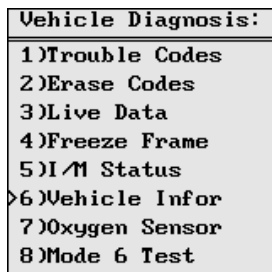 Vehicle Diagnosis:
1)Trouble Codes
2)Erase Codes
3)Live Data
4)Freeze Frame
5)I/M Status
>6)Vehicle Infor
7)Oxygen Sensor
8)Mode 6 Test